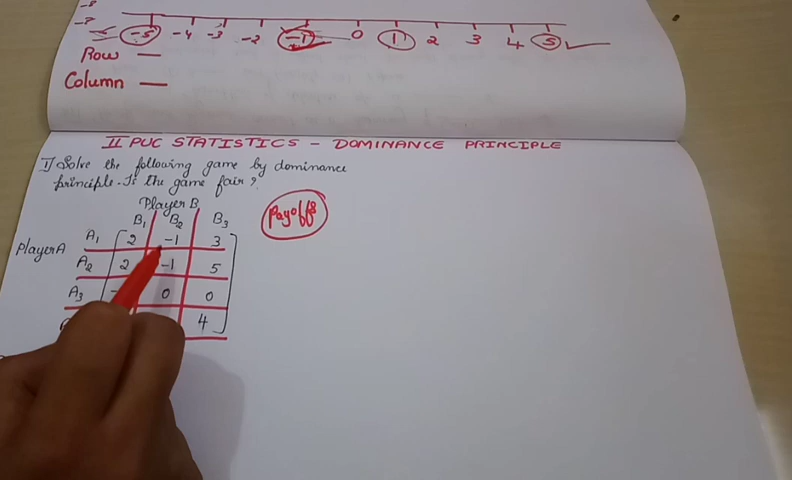 -5 -4 -3 -2 -1 0 1 2 3 4 5
Row —
Column —
II PUC STATISTICS - DOMINANCE PRINCIPLE
1) Solve the following game by dominance
principle. Is the game fair?
Player B
B1 B2 B3
Player A
A1 2 -1 3
A2 2 -1 5
A3 - 0 0
4
Payoffs